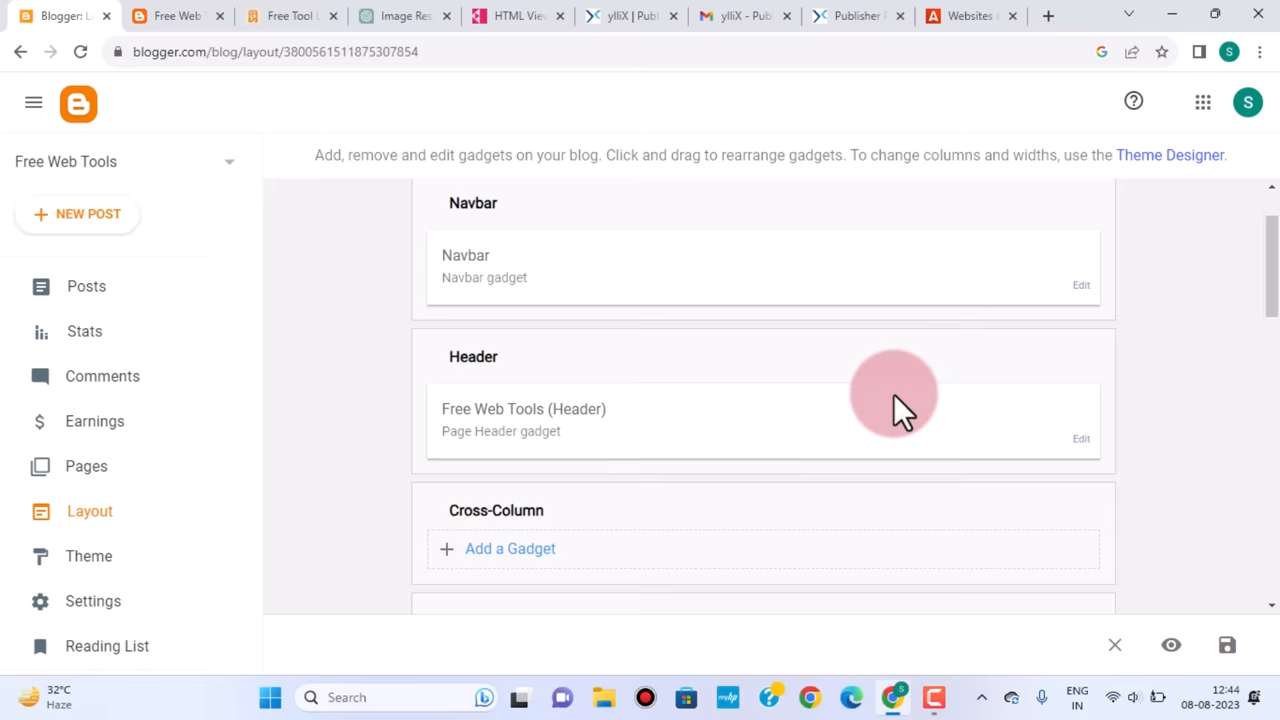 Blogger: La
Free Web T
Free Tool L
Image Res
HTML View
ylliX | Publ
ylliX - Pub
Publisher P
Websites
blogger.com/blog/layout/3800561511875307854
S
S
Add, remove and edit gadgets on your blog. Click and drag to rearrange gadgets. To change columns and widths, use the Theme Designer.
Free Web Tools
NEW POST
Posts
Stats
Comments
Earnings
Pages
Layout
Theme
Settings
Reading List
Navbar
Navbar
Navbar gadget
Edit
Header
Free Web Tools (Header)
Page Header gadget
Edit
Cross-Column
Add a Gadget
32°C
Haze
Search
ENG
IN
12:44
08-08-2023